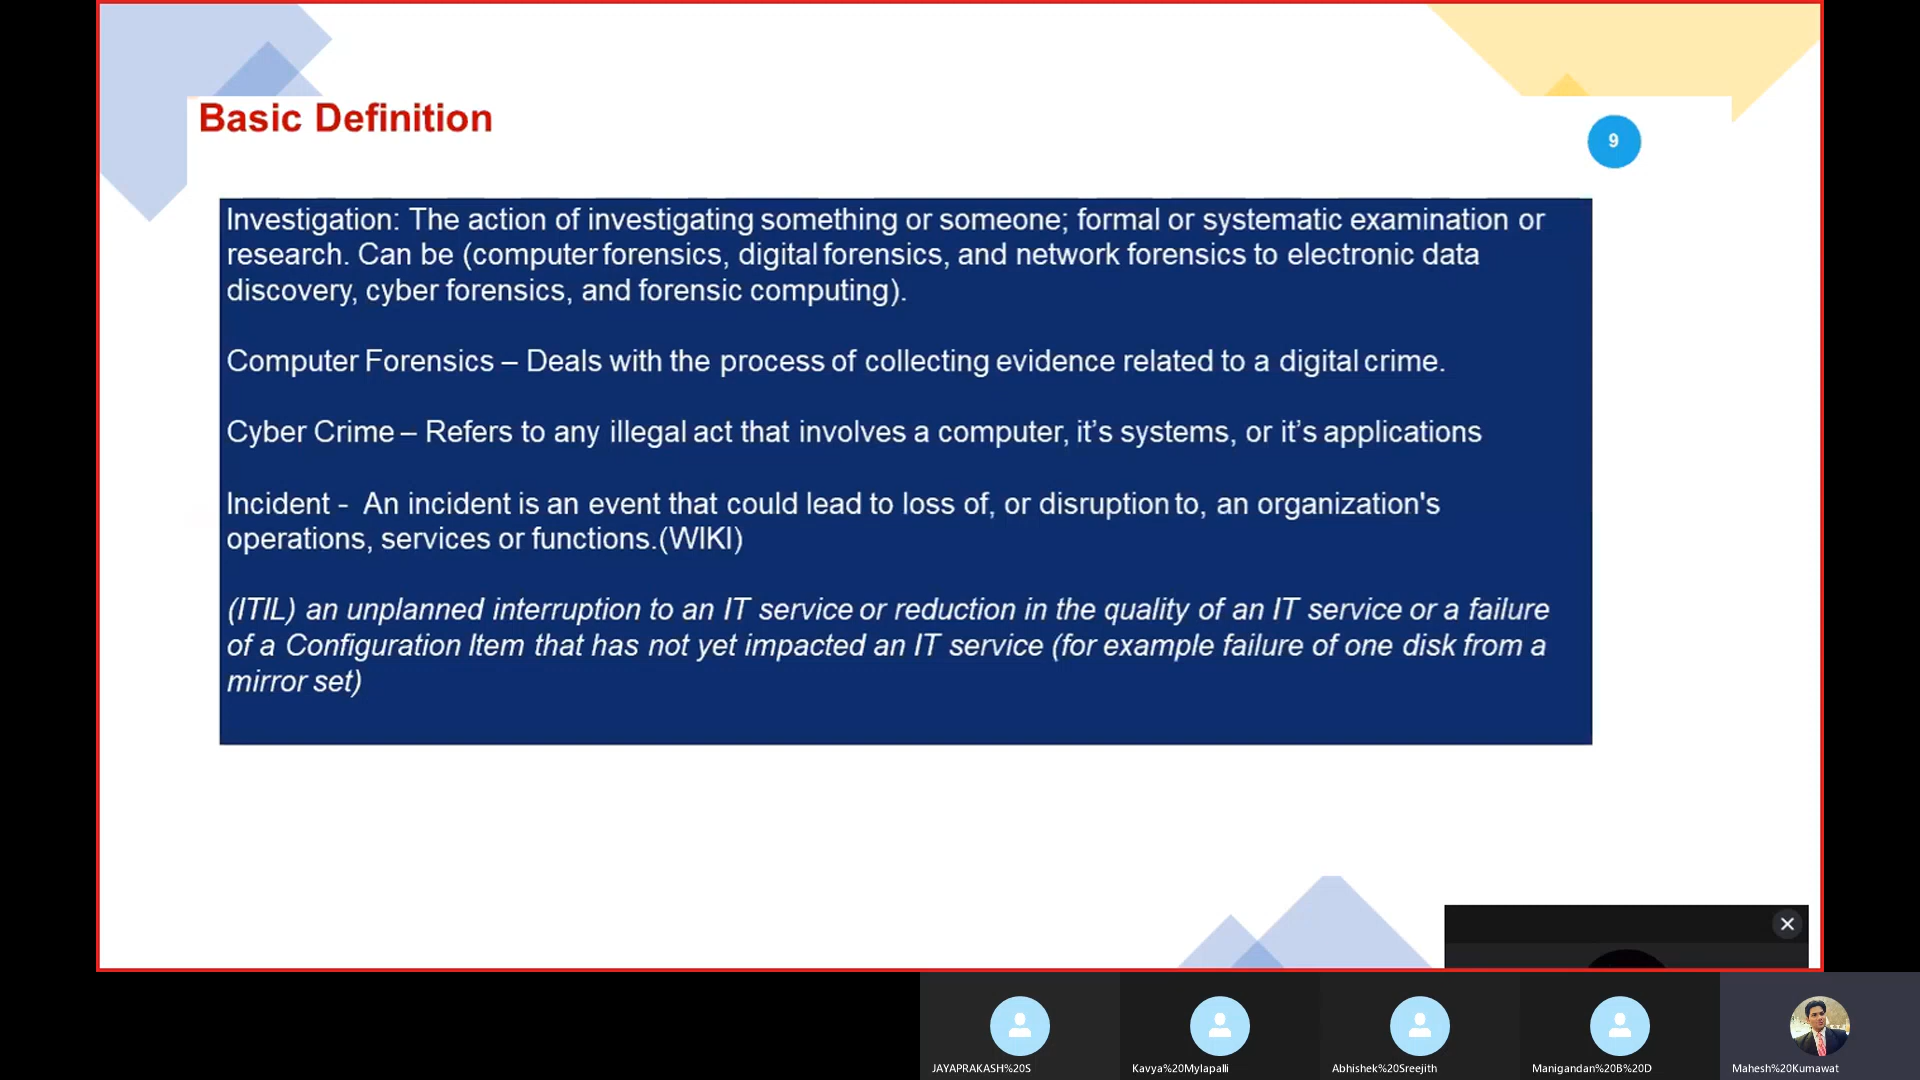 Basic Definition
9
Investigation: The action of investigating something or someone; formal or systematic examination or
research. Can be (computer forensics, digital forensics, and network forensics to electronic data
discovery, cyber forensics, and forensic computing).
Computer Forensics – Deals with the process of collecting evidence related to a digital crime.
Cyber Crime – Refers to any illegal act that involves a computer, it’s systems, or it’s applications
Incident - An incident is an event that could lead to loss of, or disruption to, an organization's
operations, services or functions.(WIKI)
(ITIL) an unplanned interruption to an IT service or reduction in the quality of an IT service or a failure
of a Configuration Item that has not yet impacted an IT service (for example failure of one disk from a
mirror set)
JAYAPRAKASH%20S
Kavya%20Mylapalli
Abhishek%20Sreejith
Manigandan%20B%20D
Mahesh%20Kumawat